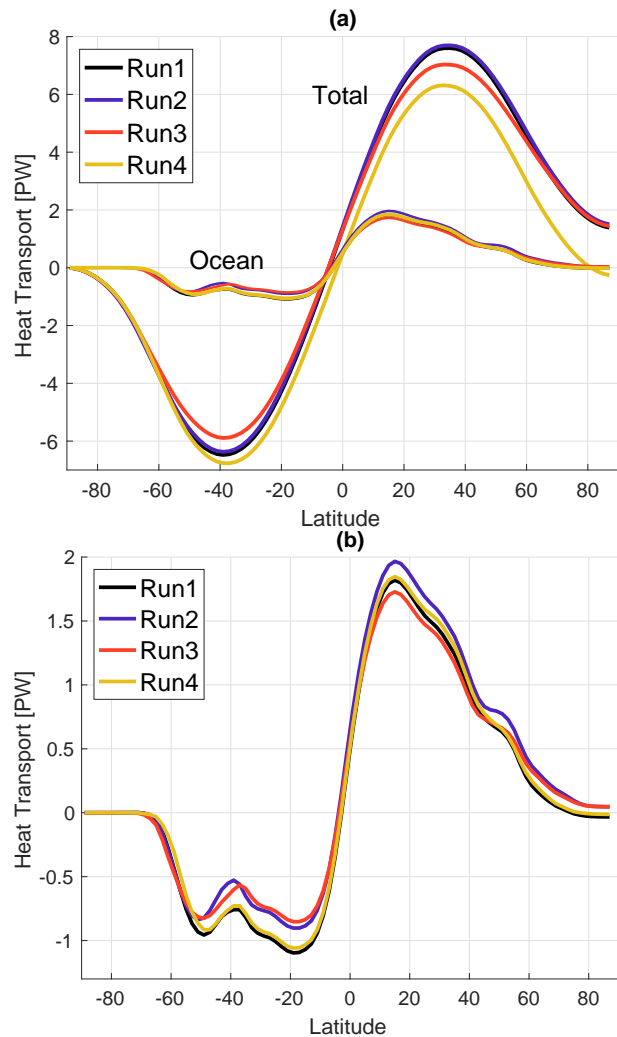 (a)
8
6
4
2
0
-2
-4
-6
Heat Transport [PW]
Run1
Run2
Run3
Run4
Total
Ocean
-80 -60 -40 -20 0 20 40 60 80
Latitude
(b)
2
1.5
1
0.5
0
-0.5
-1
Heat Transport [PW]
Run1
Run2
Run3
Run4
-80 -60 -40 -20 0 20 40 60 80
Latitude